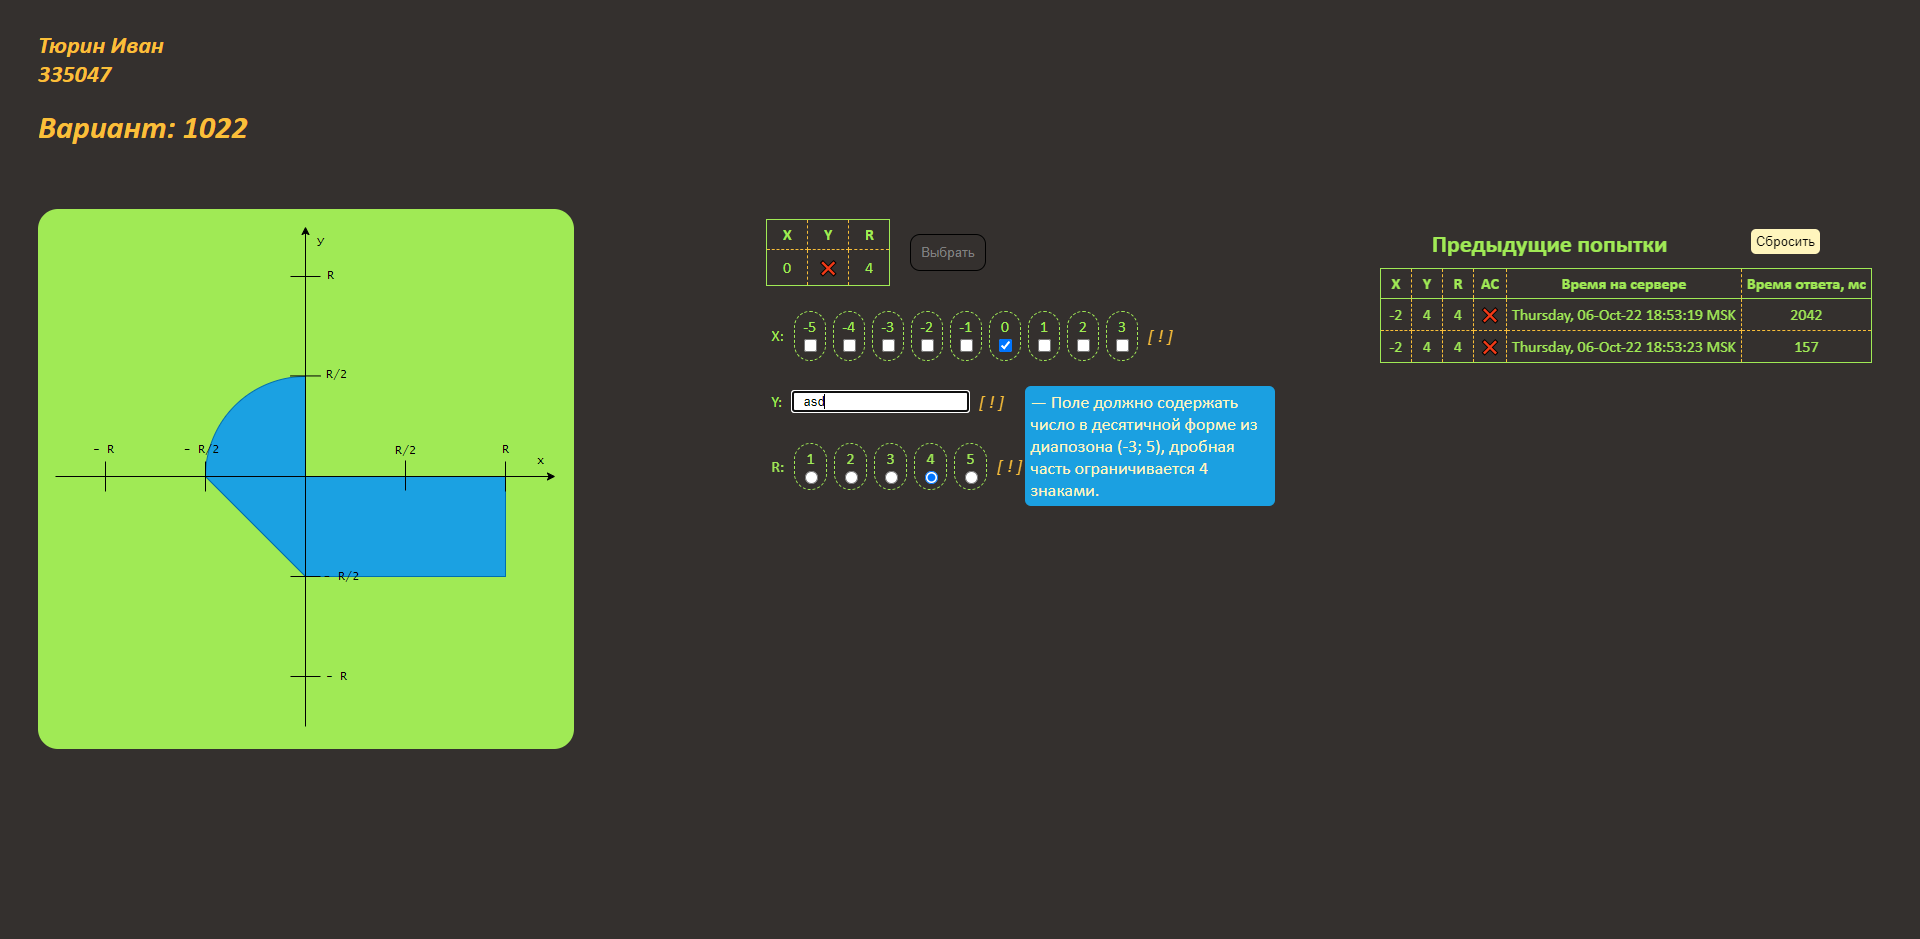 Тюрин Иван
335047
Вариант: 1022
y
R
R/2
- R
- R/2
R/2
R
x
- R/2
- R
X Y R
0 4
Выбрать
X: -5 -4 -3 -2 -1 0 1 2 3 [ ! ]
Y: asd [ ! ]
— Поле должно содержать
число в десятичной форме из
диапозона (-3; 5), дробная
часть ограничивается 4
знаками.
R: 1 2 3 4 5 [ ! ]
Предыдущие попытки
Сбросить
X Y R AC Время на сервере Время ответа, мс
-2 4 4 Thursday, 06-Oct-22 18:53:19 MSK 2042
-2 4 4 Thursday, 06-Oct-22 18:53:23 MSK 157